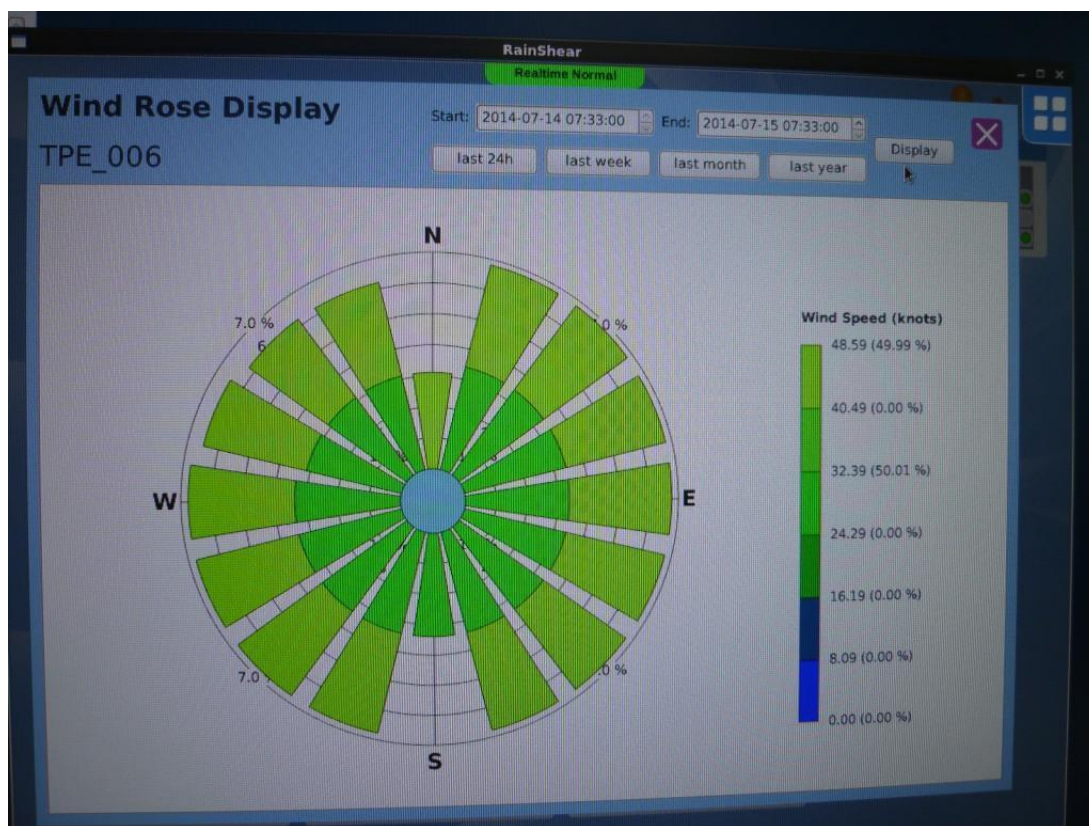 RainShear
Realtime Normal
Wind Rose Display
Start: 2014-07-14 07:33:00 End: 2014-07-15 07:33:00
Display
TPE_006
last 24h last week last month last year
N
7.0 %
.0 %
6
Wind Speed (knots)
48.59 (49.99 %)
40.49 (0.00 %)
32.39 (50.01 %)
W
E
24.29 (0.00 %)
16.19 (0.00 %)
8.09 (0.00 %)
7.0
.0 %
0.00 (0.00 %)
S